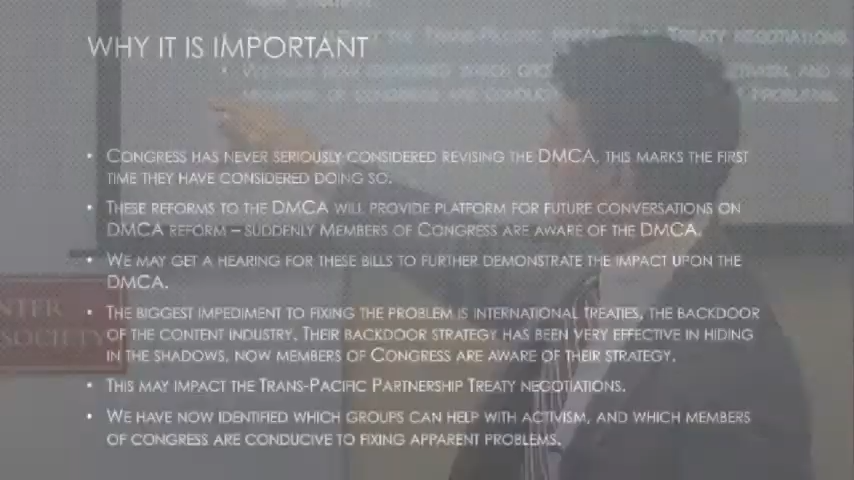 WHY IT IS IMPORTANT
• CONGRESS HAS NEVER SERIOUSLY CONSIDERED REVISING THE DMCA, THIS MARKS THE FIRST
TIME THEY HAVE CONSIDERED DOING SO.
• THESE REFORMS TO THE DMCA WILL PROVIDE PLATFORM FOR FUTURE CONVERSATIONS ON
DMCA REFORM – SUDDENLY MEMBERS OF CONGRESS ARE AWARE OF THE DMCA.
• WE MAY GET A HEARING FOR THESE BILLS TO FURTHER DEMONSTRATE THE IMPACT UPON THE
DMCA.
• THE BIGGEST IMPEDIMENT TO FIXING THE PROBLEM IS INTERNATIONAL TREATIES, THE BACKDOOR
OF THE CONTENT INDUSTRY. THEIR BACKDOOR STRATEGY HAS BEEN VERY EFFECTIVE IN HIDING
IN THE SHADOWS, NOW MEMBERS OF CONGRESS ARE AWARE OF THEIR STRATEGY.
• THIS MAY IMPACT THE TRANS-PACIFIC PARTNERSHIP TREATY NEGOTIATIONS.
• WE HAVE NOW IDENTIFIED WHICH GROUPS CAN HELP WITH ACTIVISM, AND WHICH MEMBERS
OF CONGRESS ARE CONDUCIVE TO FIXING APPARENT PROBLEMS.
NTER
SOCIETY